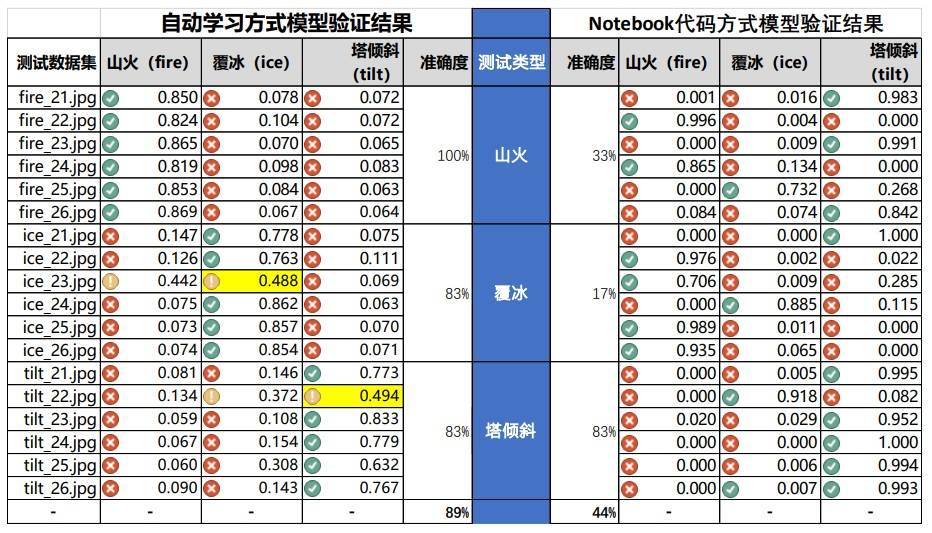 自动学习方式模型验证结果 Notebook代码方式模型验证结果
测试数据集 山火（fire） 覆冰（ice） 塔倾斜（tilt） 准确度 测试类型 准确度 山火（fire） 覆冰（ice） 塔倾斜（tilt）
fire_21.jpg 0.850 0.078 0.072 0.001 0.016 0.983
fire_22.jpg 0.824 0.104 0.072 0.996 0.004 0.000
fire_23.jpg 0.865 0.070 0.065 0.000 0.009 0.991
fire_24.jpg 0.819 0.098 0.083 100% 山火 33% 0.865 0.134 0.000
fire_25.jpg 0.853 0.084 0.063 0.000 0.732 0.268
fire_26.jpg 0.869 0.067 0.064 0.084 0.074 0.842
ice_21.jpg 0.147 0.778 0.075 0.000 0.000 1.000
ice_22.jpg 0.126 0.763 0.111 0.976 0.002 0.022
ice_23.jpg 0.442 0.488 0.069 0.706 0.009 0.285
ice_24.jpg 0.075 0.862 0.063 83% 覆冰 17% 0.000 0.885 0.115
ice_25.jpg 0.073 0.857 0.070 0.989 0.011 0.000
ice_26.jpg 0.074 0.854 0.071 0.935 0.065 0.000
tilt_21.jpg 0.081 0.146 0.773 0.000 0.005 0.995
tilt_22.jpg 0.134 0.372 0.494 0.000 0.918 0.082
tilt_23.jpg 0.059 0.108 0.833 0.020 0.029 0.952
tilt_24.jpg 0.067 0.154 0.779 83% 塔倾斜 83% 0.000 0.000 1.000
tilt_25.jpg 0.060 0.308 0.632 0.000 0.006 0.994
tilt_26.jpg 0.090 0.143 0.767 0.000 0.007 0.993
- - - - 89% 44% - - -